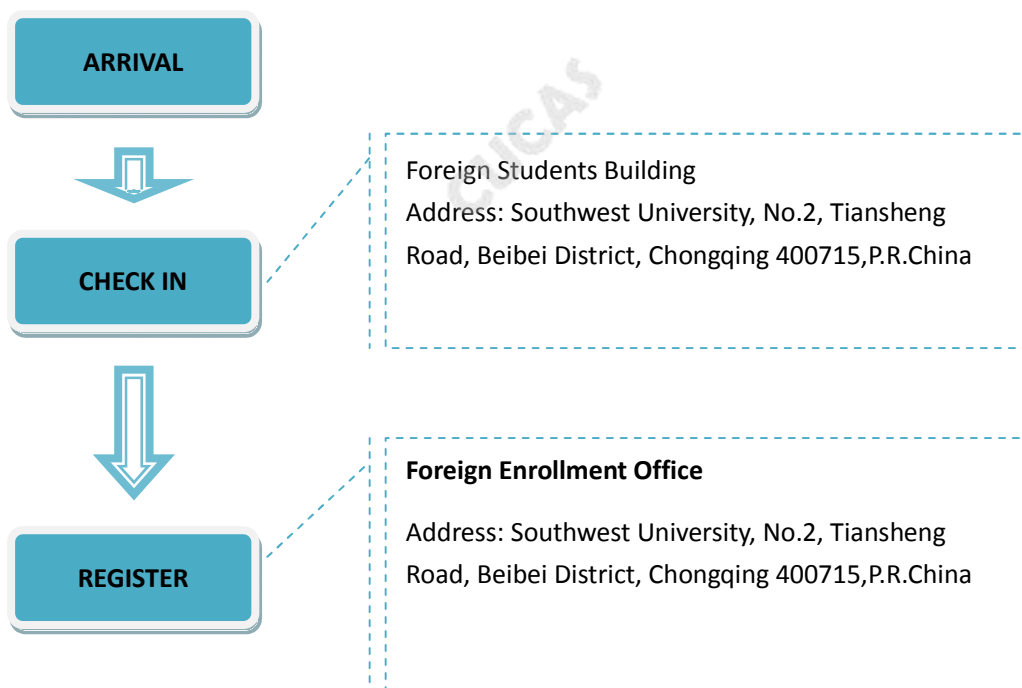 ARRIVAL
CUCAS
Foreign Students Building
Address: Southwest University, No.2, Tiansheng
Road, Beibei District, Chongqing 400715,P.R.China
CHECK IN
Foreign Enrollment Office
Address: Southwest University, No.2, Tiansheng
Road, Beibei District, Chongqing 400715,P.R.China
REGISTER